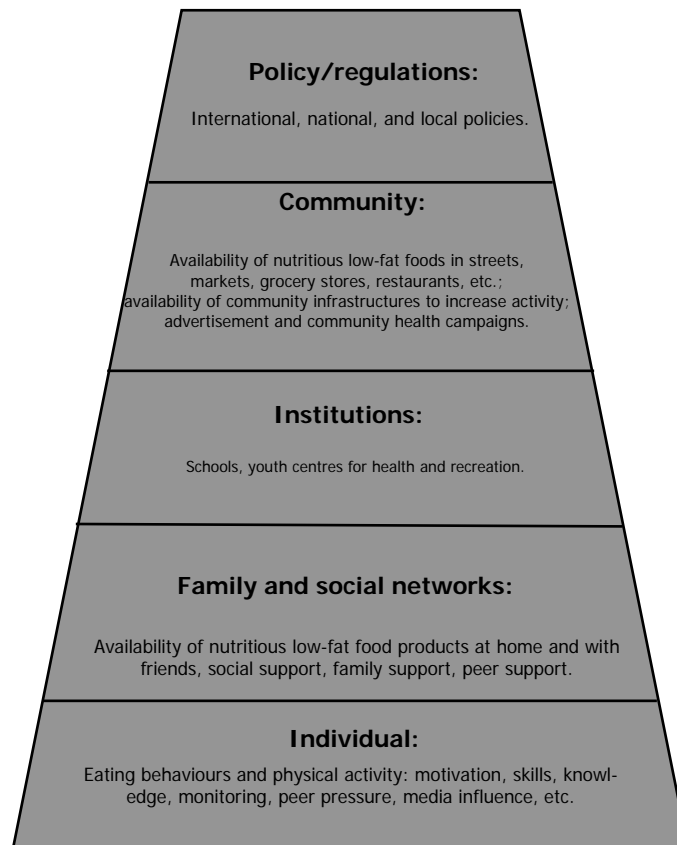 Policy/regulations:
International, national, and local policies.
Community:
Availability of nutritious low-fat foods in streets,
markets, grocery stores, restaurants, etc.;
availability of community infrastructures to increase activity;
advertisement and community health campaigns.
Institutions:
Schools, youth centres for health and recreation.
Family and social networks:
Availability of nutritious low-fat food products at home and with
friends, social support, family support, peer support.
Individual:
Eating behaviours and physical activity: motivation, skills, knowl-
edge, monitoring, peer pressure, media influence, etc.